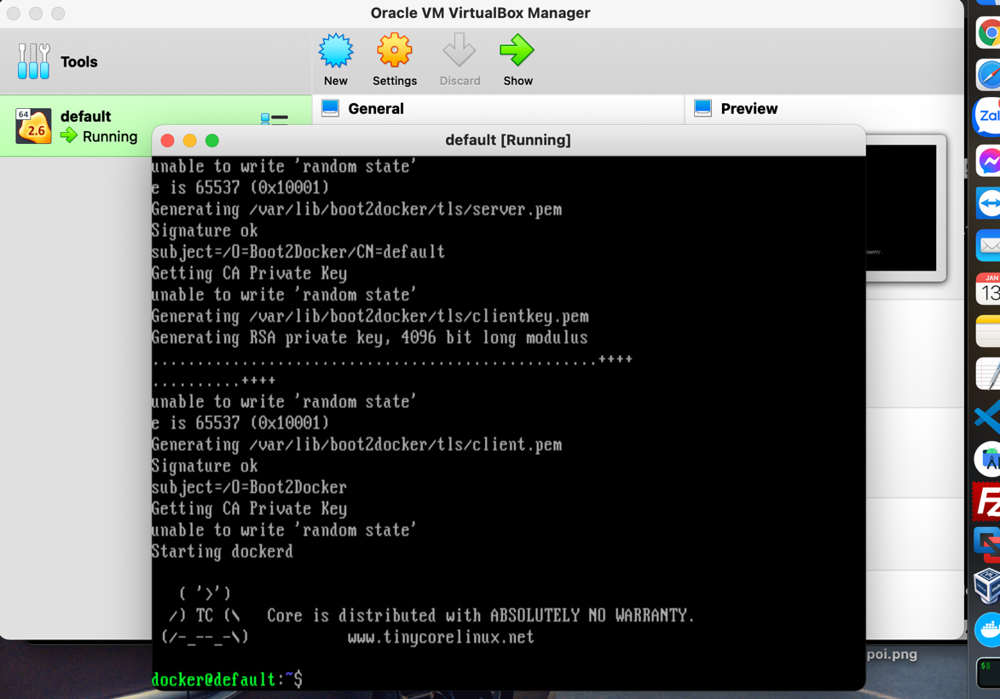 Oracle VM VirtualBox Manager
Tools
New
Settings
Discard
Show
64
2.6
default
Running
General
Preview
default [Running]
unable to write 'random state'
e is 65537 (0x10001)
Generating /var/lib/boot2docker/tls/server.pem
Signature ok
subject=/O=Boot2Docker/CN=default
Getting CA Private Key
unable to write 'random state'
Generating /var/lib/boot2docker/tls/clientkey.pem
Generating RSA private key, 4096 bit long modulus
..................................................++++
..........++++
unable to write 'random state'
e is 65537 (0x10001)
Generating /var/lib/boot2docker/tls/client.pem
Signature ok
subject=/O=Boot2Docker
Getting CA Private Key
unable to write 'random state'
Starting dockerd
( '>')
/) TC (\   Core is distributed with ABSOLUTELY NO WARRANTY.
(/-_--_-\)           www.tinycorelinux.net
docker@default:~$
poi.png
Zal
JAN
13
Fz